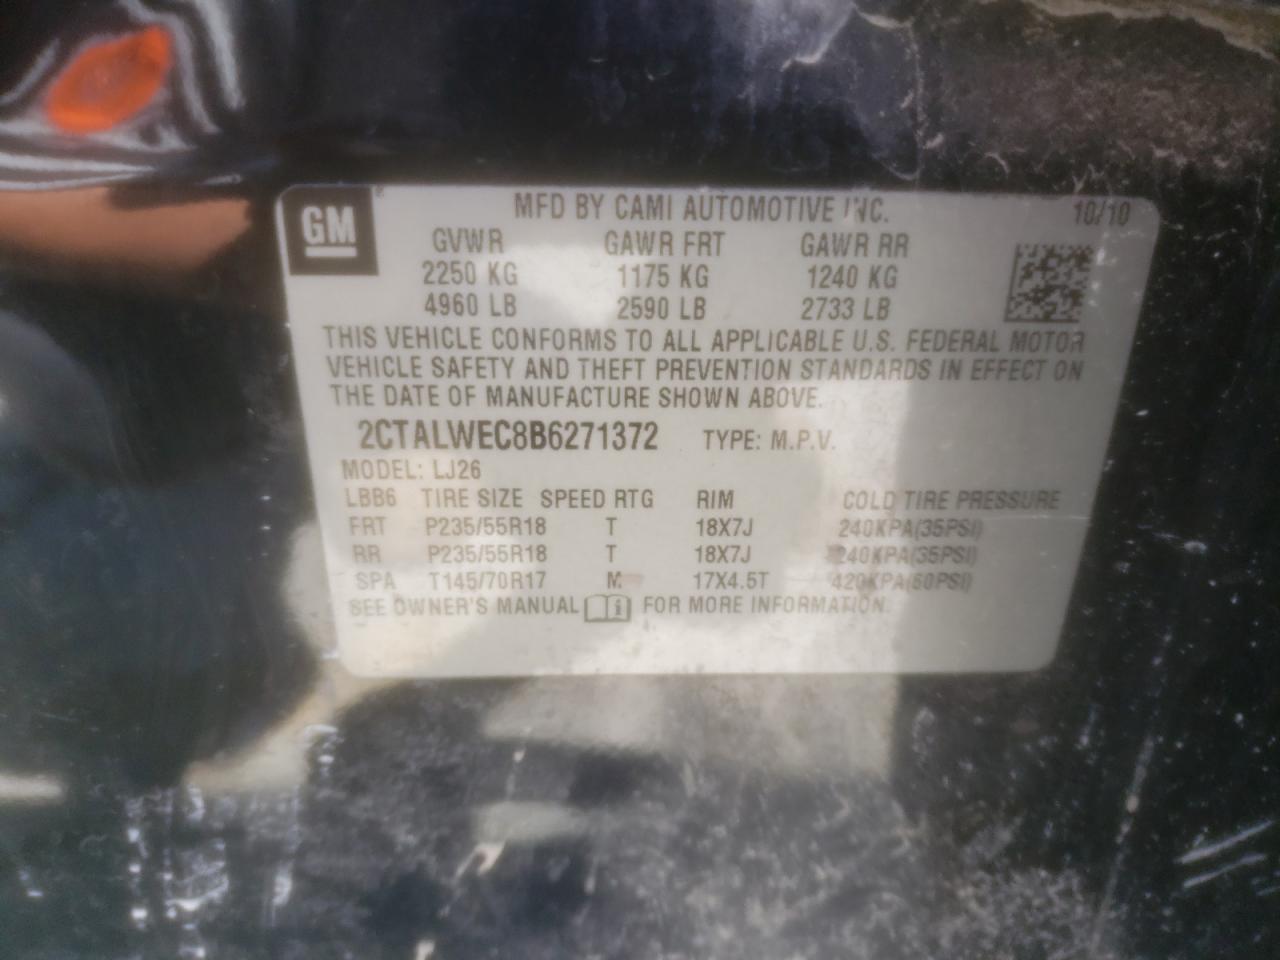 GM
MFD BY CAMI AUTOMOTIVE INC. 10/10
GVWR GAWR FRT GAWR RR
2250 KG 1175 KG 1240 KG
4960 LB 2590 LB 2733 LB
THIS VEHICLE CONFORMS TO ALL APPLICABLE U.S. FEDERAL MOTOR
VEHICLE SAFETY AND THEFT PREVENTION STANDARDS IN EFFECT ON
THE DATE OF MANUFACTURE SHOWN ABOVE.
2CTALWEC8B6271372 TYPE: M.P.V.
MODEL: LJ26
LBB6 TIRE SIZE SPEED RTG RIM COLD TIRE PRESSURE
FRT P235/55R18 T 18X7J 240KPA(35PSI)
RR P235/55R18 T 18X7J 240KPA(35PSI)
SPA T145/70R17 M 17X4.5T 420KPA(60PSI)
SEE OWNER'S MANUAL i FOR MORE INFORMATION.